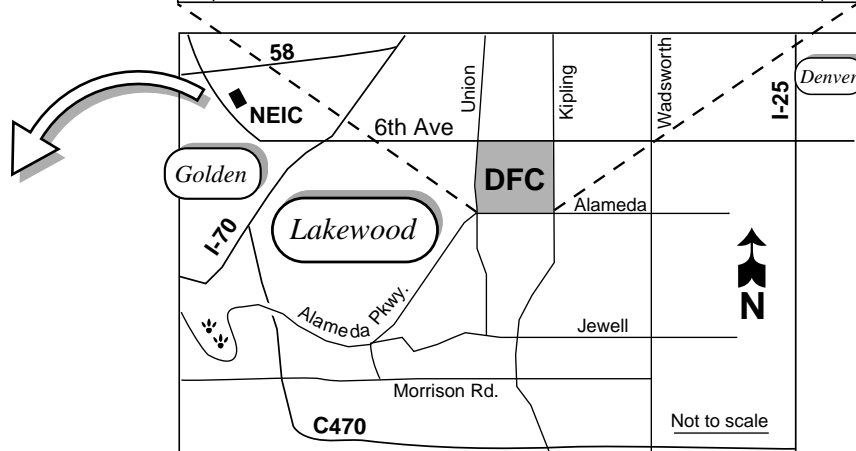 58
Union
Kipling
Wadsworth
I-25
Denver
NEIC
6th Ave
Golden
DFC
Lakewood
Alameda
I-70
Alameda Pkwy.
N
Jewell
Morrison Rd.
C470
Not to scale